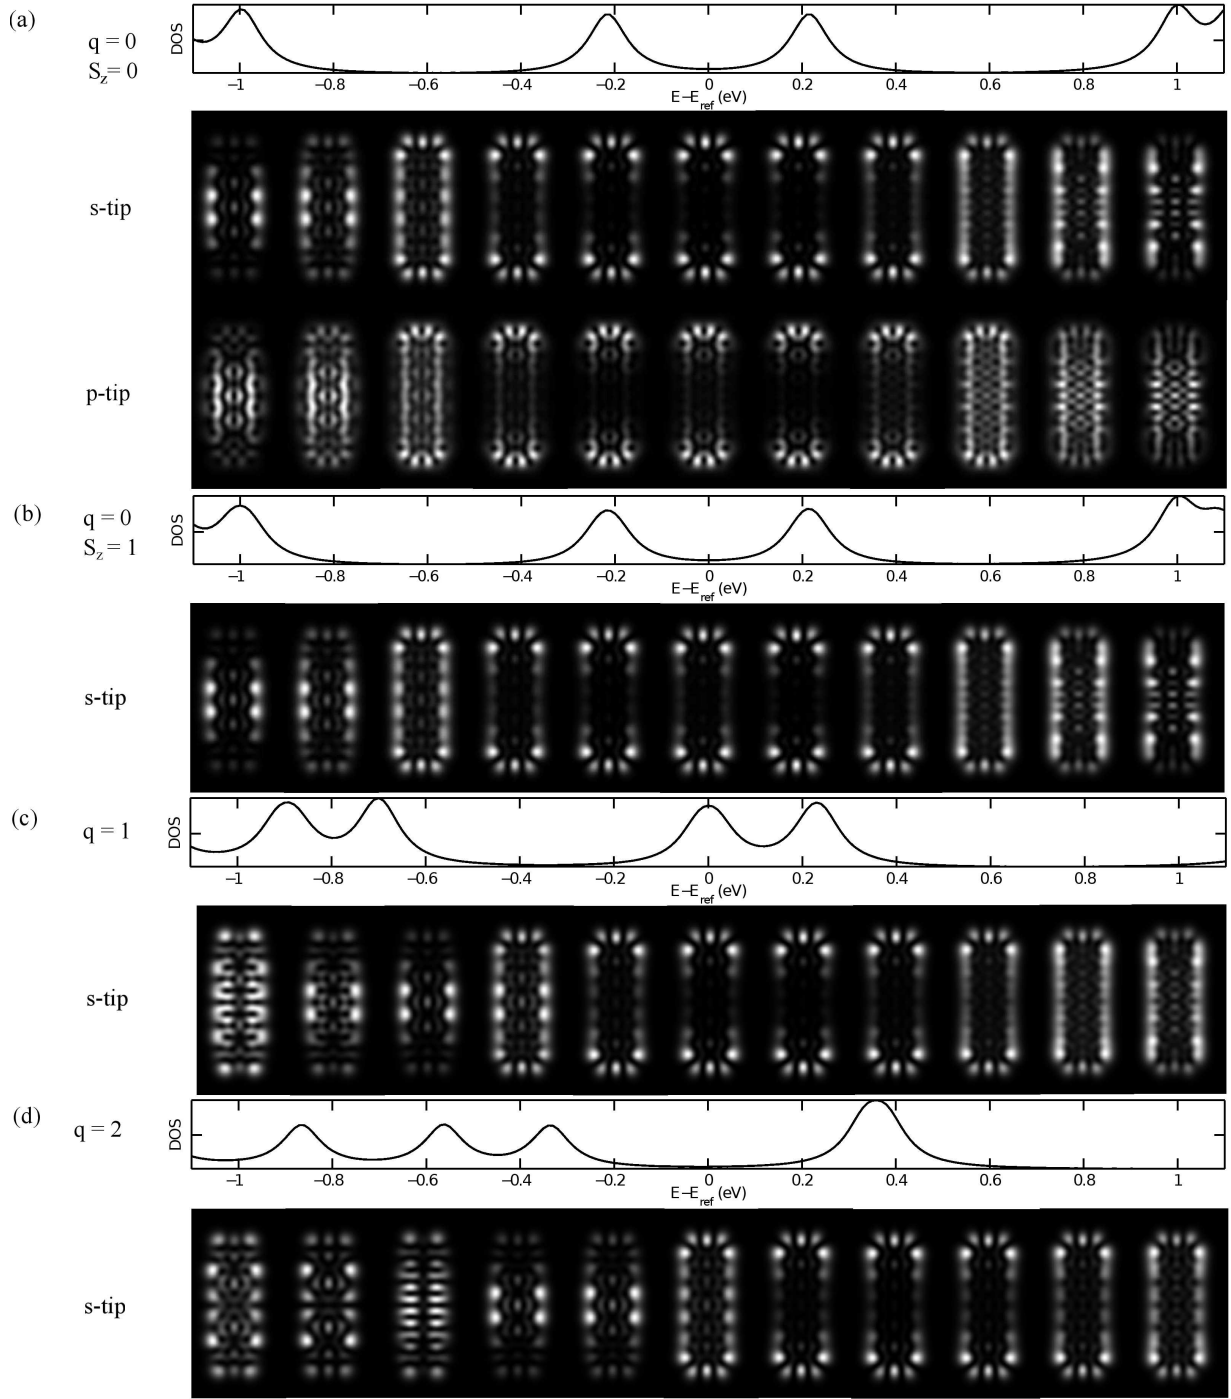 (a)
q = 0
S_z = 0
DOS
−1 −0.8 −0.6 −0.4 −0.2 0 0.2 0.4 0.6 0.8 1
E−E_ref (eV)
s-tip
p-tip
(b)
q = 0
S_z = 1
DOS
−1 −0.8 −0.6 −0.4 −0.2 0 0.2 0.4 0.6 0.8 1
E−E_ref (eV)
s-tip
(c)
q = 1
DOS
−1 −0.8 −0.6 −0.4 −0.2 0 0.2 0.4 0.6 0.8 1
E−E_ref (eV)
s-tip
(d)
q = 2
DOS
−1 −0.8 −0.6 −0.4 −0.2 0 0.2 0.4 0.6 0.8 1
E−E_ref (eV)
s-tip